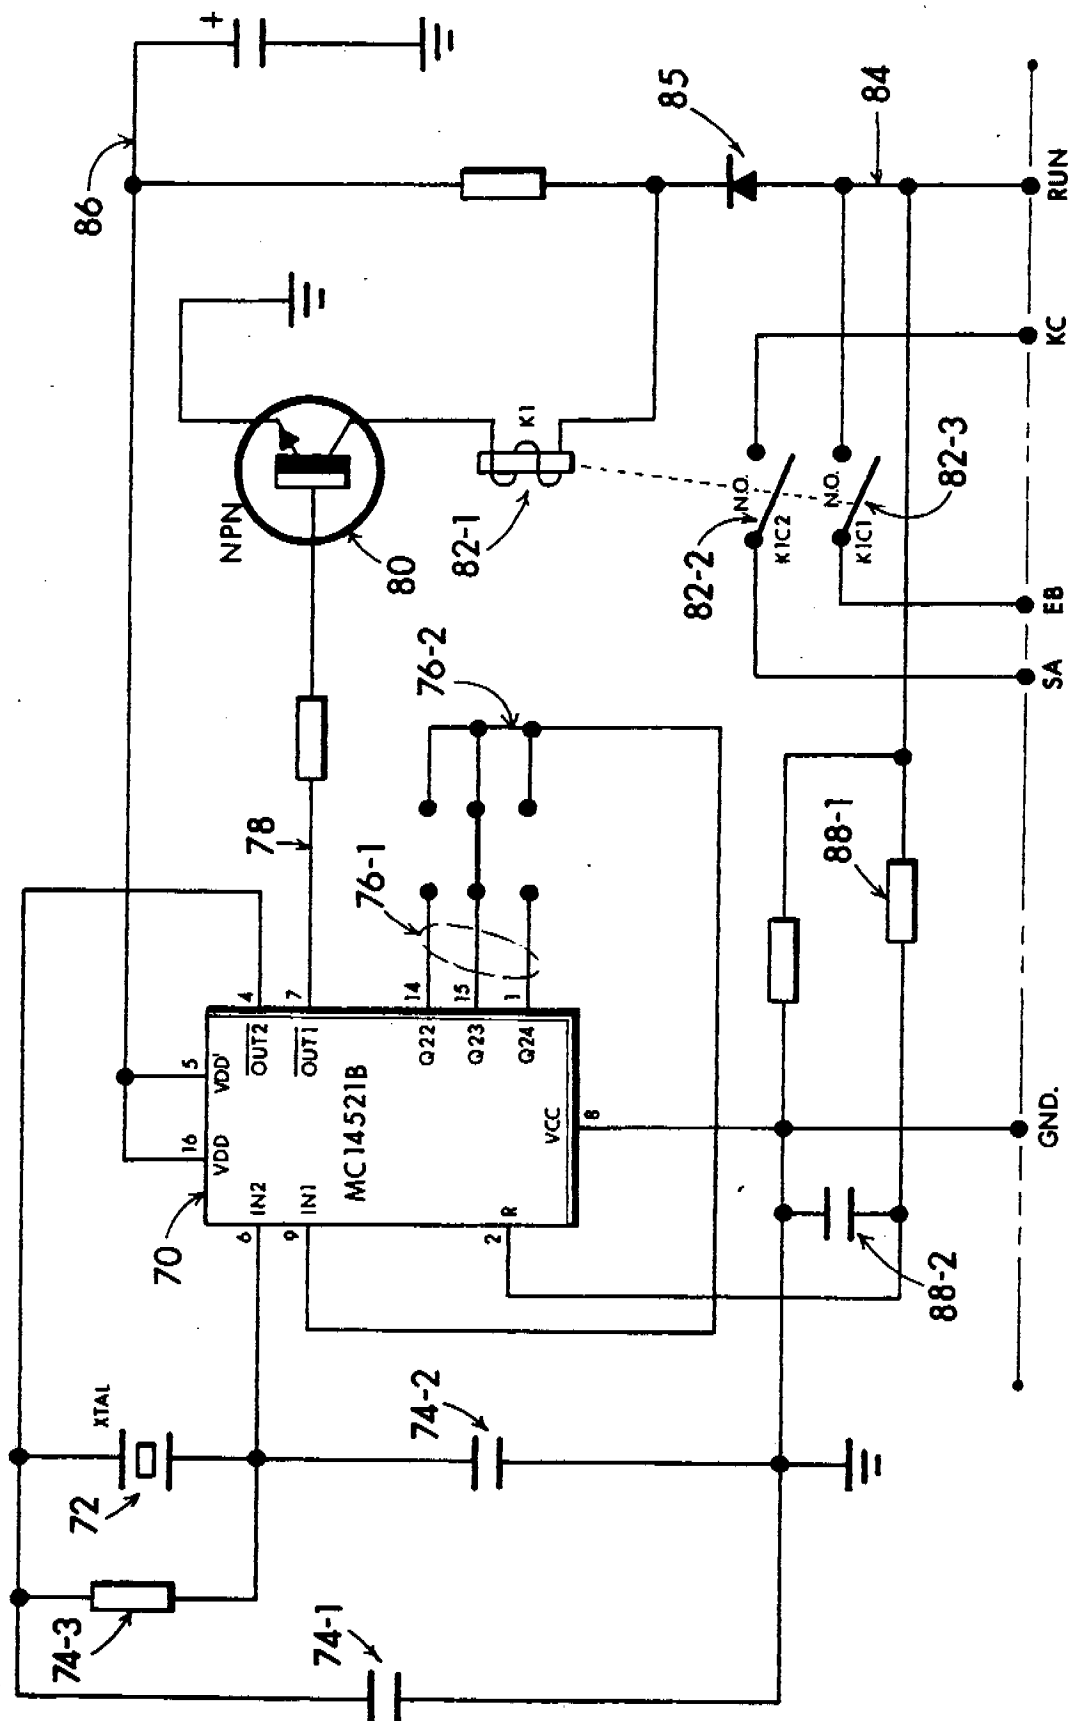 74-3
72
XTAL
74-1
74-2
70
6
IN2
9
IN1
2
R
16
VDD
5
VDD'
MC14521B
VCC
8
OUT2
4
OUT1
7
Q22
14
Q23
15
Q24
1
78
76-1
76-2
NPN
80
82-1
K1
86
+
85
84
82-2
N.O.
K1C2
N.O.
K1C1
82-3
88-1
88-2
GND.
SA
EB
KC
RUN